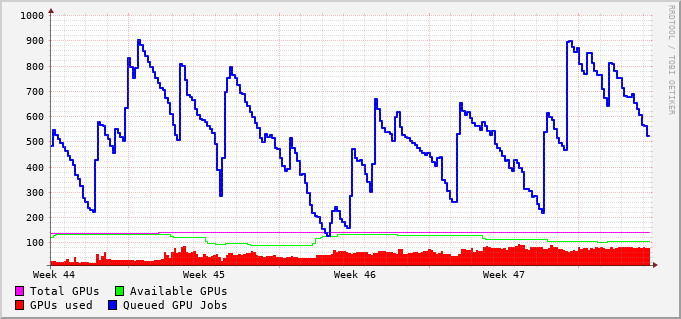 1000
900
800
700
600
500
400
300
200
100
Week 44 Week 45 Week 46 Week 47
Total GPUs Available GPUs
GPUs used Queued GPU Jobs
RRDTOOL / TOBI OETIKER